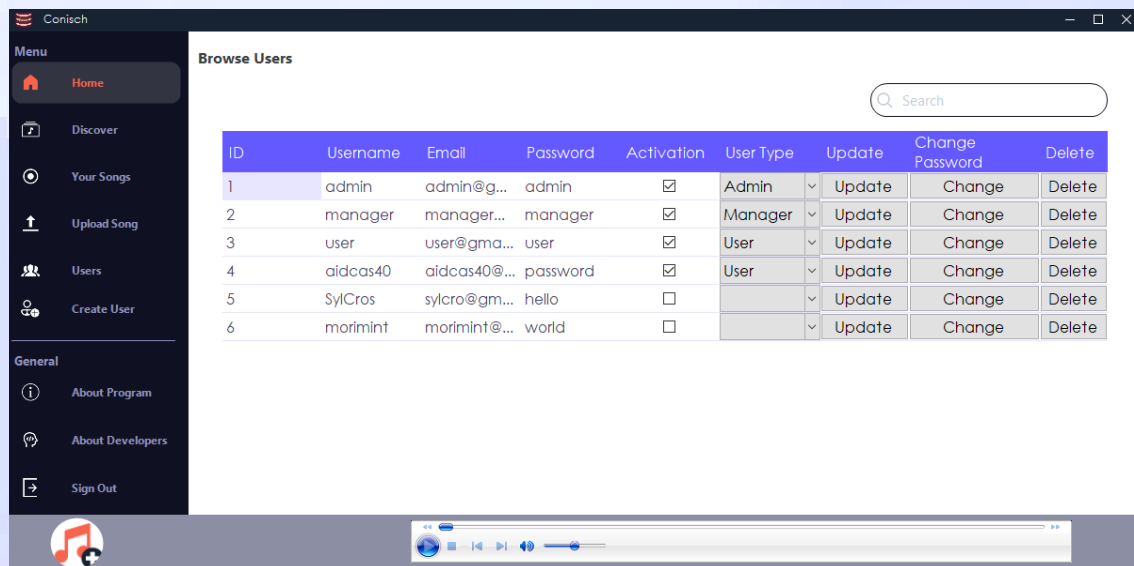 Conisch
Menu
Home
Discover
Your Songs
Upload Song
Users
Create User
General
About Program
About Developers
Sign Out
Browse Users
Search
ID Username Email Password Activation User Type Update Change Password Delete
1 admin admin@g... admin Admin Update Change Delete
2 manager manager... manager Manager Update Change Delete
3 user user@gma... user User Update Change Delete
4 aidcas40 aidcas40@... password User Update Change Delete
5 SylCros sylcro@gm... hello Update Change Delete
6 morimint morimint@... world Update Change Delete